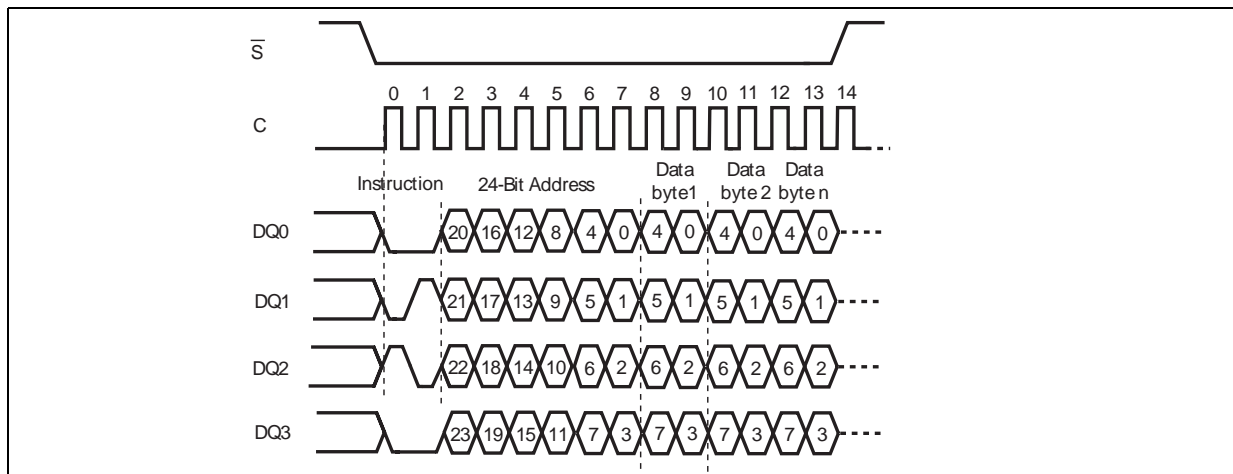 S
0 1 2 3 4 5 6 7 8 9 10 11 12 13 14
C
Instruction 24-Bit Address Data byte1 Data byte 2 Data byte n
DQ0 20 16 12 8 4 0 4 0 4 0 4 0
DQ1 21 17 13 9 5 1 5 1 5 1 5 1
DQ2 22 18 14 10 6 2 6 2 6 2 6 2
DQ3 23 19 15 11 7 3 7 3 7 3 7 3